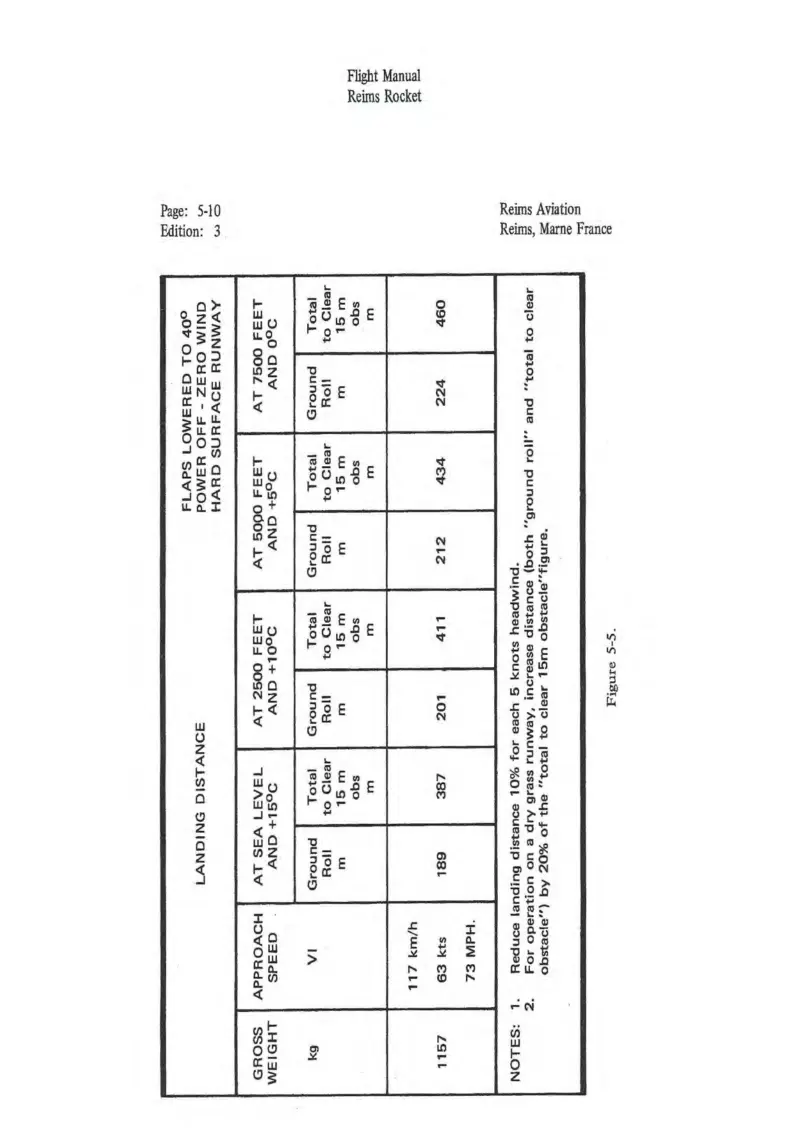 Flight Manual
Reims Rocket
Page: 5-10
Edition: 3
Reims Aviation
Reims, Marne France
LANDING DISTANCE
FLAPS LOWERED TO 40°
POWER OFF - ZERO WIND
HARD SURFACE RUNWAY
GROSS
WEIGHT
APPROACH
SPEED
AT SEA LEVEL
AND +15°C
AT 2500 FEET
AND +10°C
AT 5000 FEET
AND +5°C
AT 7500 FEET
AND 0°C
kg
VI
Ground
Roll
m
Total
to Clear
15 m
obs
m
Ground
Roll
m
Total
to Clear
15 m
obs
m
Ground
Roll
m
Total
to Clear
15 m
obs
m
Ground
Roll
m
Total
to Clear
15 m
obs
m
1157
117 km/h
63 kts
73 MPH.
189
387
201
411
212
434
224
460
NOTES: 1. Reduce landing distance 10% for each 5 knots headwind.
2. For operation on a dry grass runway, increase distance (both "ground roll" and "total to clear
obstacle") by 20% of the "total to clear 15m obstacle"figure.
Figure 5-5.